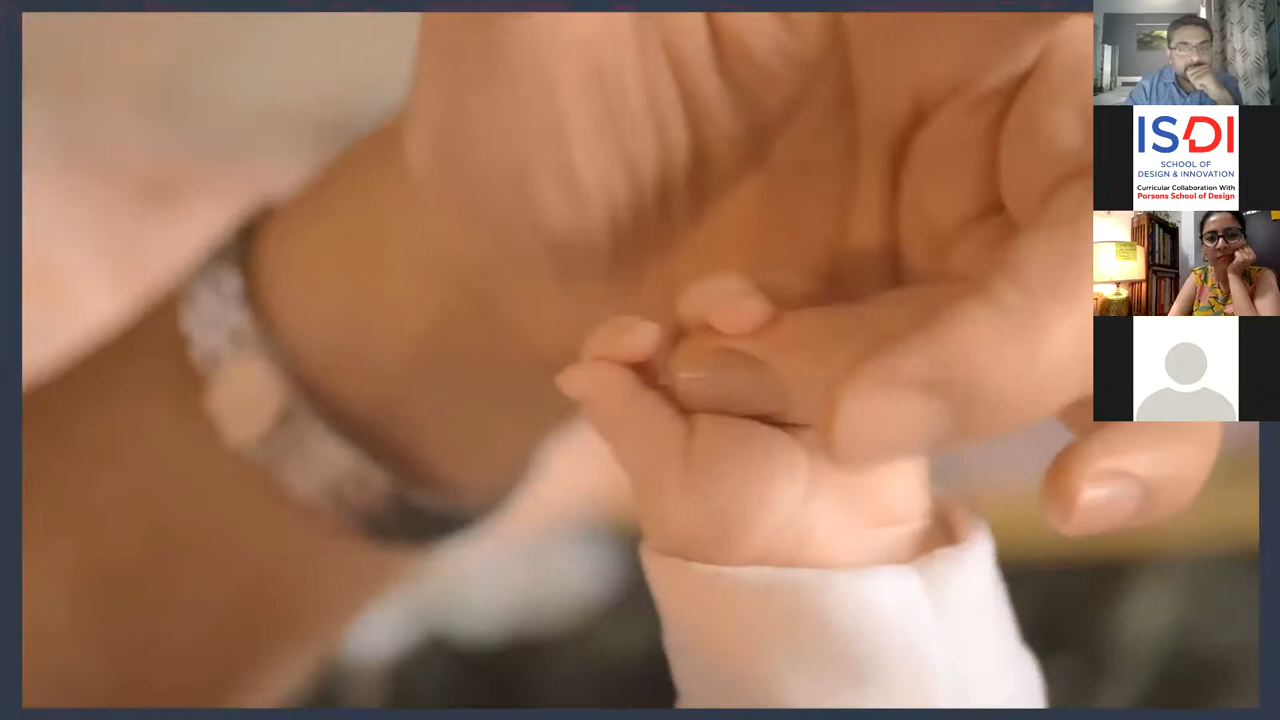 ISDI
SCHOOL OF
DESIGN & INNOVATION
Curricular Collaboration With
Parsons School of Design